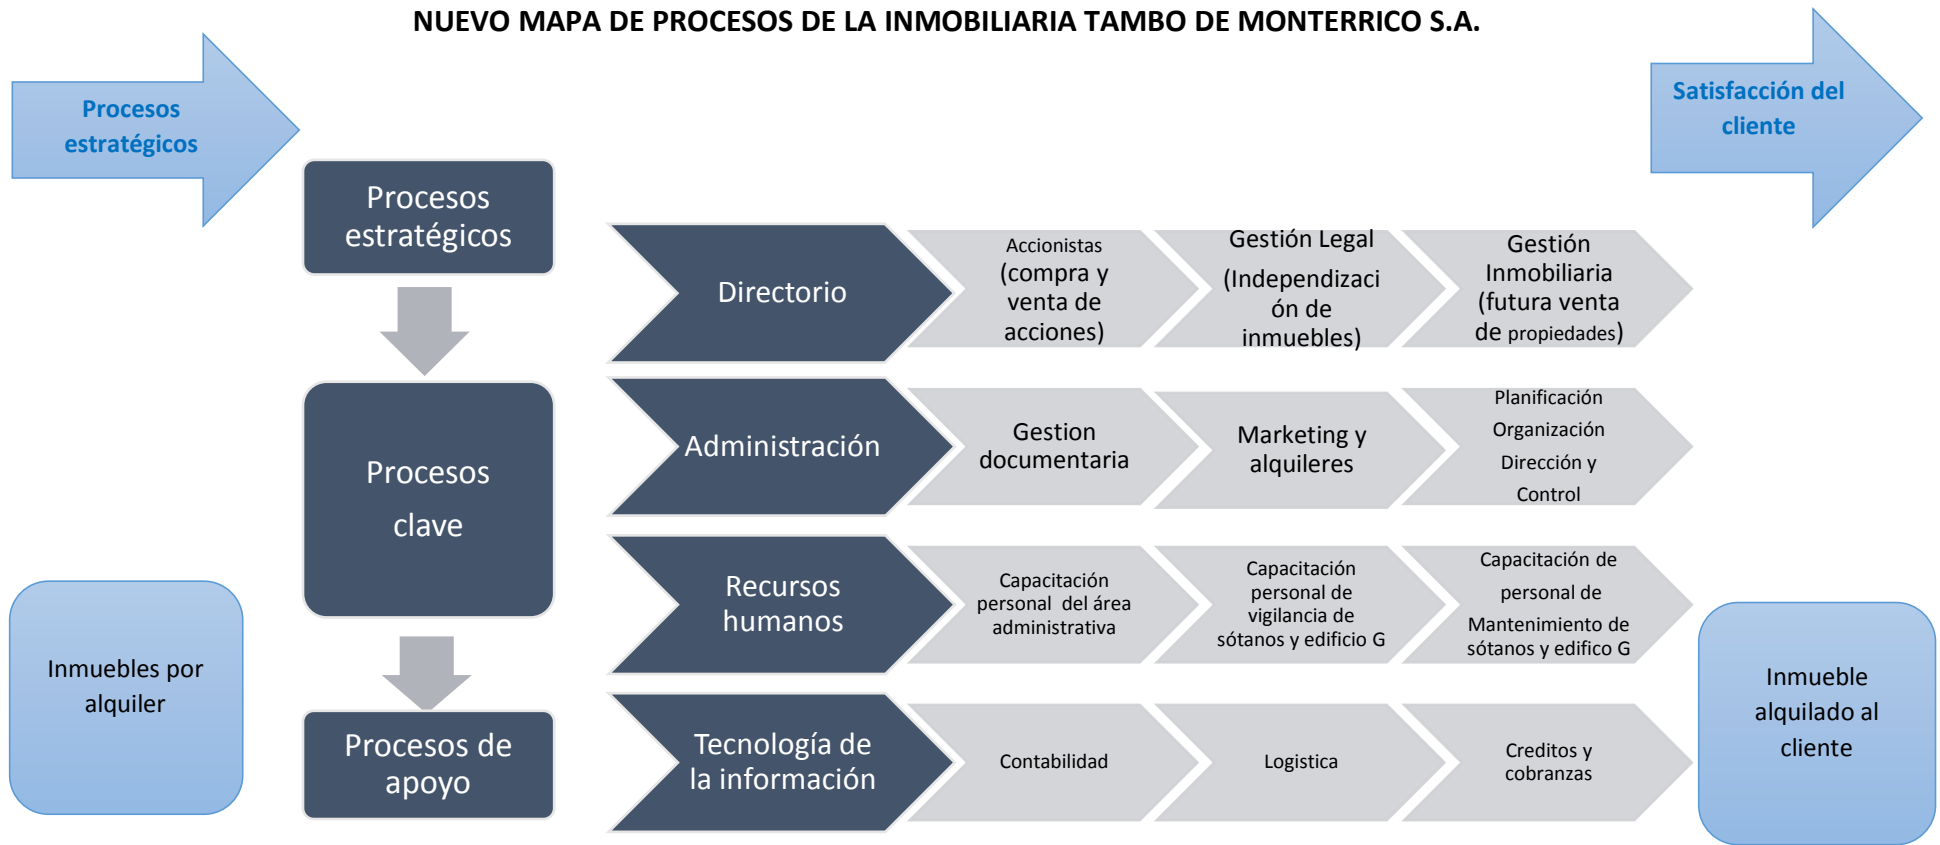 NUEVO MAPA DE PROCESOS DE LA INMOBILIARIA TAMBO DE MONTERRICO S.A.
Procesos
estratégicos
Satisfacción del
cliente
Procesos
estratégicos
Directorio
Accionistas
(compra y
venta de
acciones)
Gestión Legal
(Independizaci
ón de
inmuebles)
Gestión
Inmobiliaria
(futura venta
de propiedades)
Procesos
clave
Administración
Gestion
documentaria
Marketing y
alquileres
Planificación
Organización
Dirección y
Control
Recursos
humanos
Capacitación
personal del área
administrativa
Capacitación
personal de
vigilancia de
sótanos y edificio G
Capacitación de
personal de
Mantenimiento de
sótanos y edifico G
Inmuebles por
alquiler
Procesos de
apoyo
Tecnología de
la información
Contabilidad
Logistica
Creditos y
cobranzas
Inmueble
alquilado al
cliente